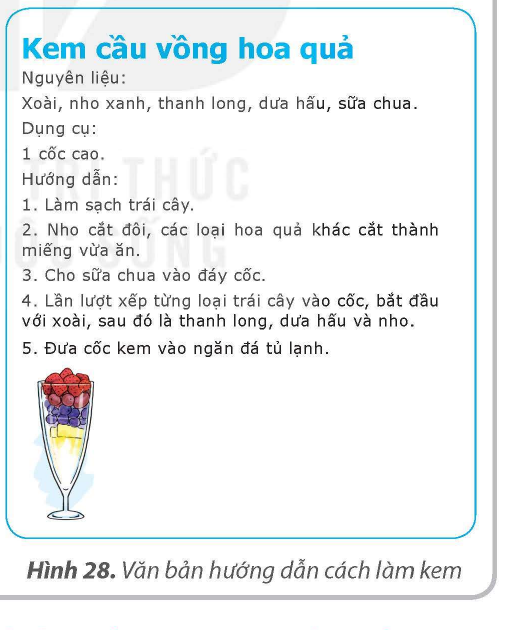 Kem cầu vồng hoa quả
Nguyên liệu:
Xoài, nho xanh, thanh long, dưa hấu, sữa chua.
Dụng cụ:
1 cốc cao.
Hướng dẫn:
1. Làm sạch trái cây.
2. Nho cắt đôi, các loại hoa quả khác cắt thành
miếng vừa ăn.
3. Cho sữa chua vào đáy cốc.
4. Lần lượt xếp từng loại trái cây vào cốc, bắt đầu
với xoài, sau đó là thanh long, dưa hấu và nho.
5. Đưa cốc kem vào ngăn đá tủ lạnh.
Hình 28. Văn bản hướng dẫn cách làm kem